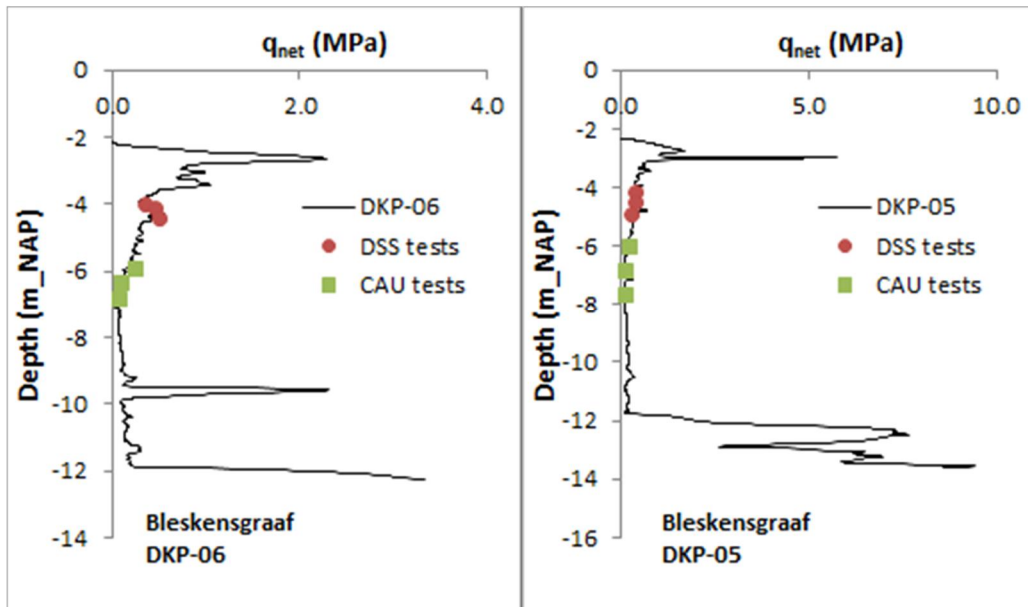 qnet (MPa)
0
0.0 2.0 4.0
-2
-4
-6
-8
-10
-12
-14
Depth (m_NAP)
DKP-06
DSS tests
CAU tests
Bleskensgraaf
DKP-06
qnet (MPa)
0
0.0 5.0 10.0
-2
-4
-6
-8
-10
-12
-14
-16
Depth (m_NAP)
DKP-05
DSS tests
CAU tests
Bleskensgraaf
DKP-05